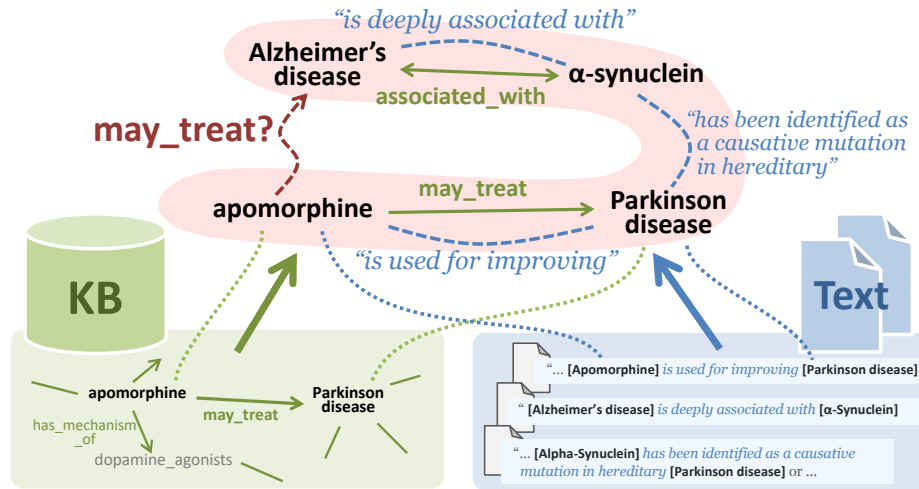 “is deeply associated with”
Alzheimer’s
disease
α-synuclein
associated_with
may_treat?
“has been identified as
a causative mutation
in hereditary”
may_treat
apomorphine
Parkinson
disease
“is used for improving”
KB
Text
apomorphine
Parkinson
disease
may_treat
has_mechanism
_of
dopamine_agonists
“... [Apomorphine] is used for improving [Parkinson disease]
“ [Alzheimer’s disease] is deeply associated with [α-Synuclein]
“... [Alpha-Synuclein] has been identified as a causative
mutation in hereditary [Parkinson disease] or ...